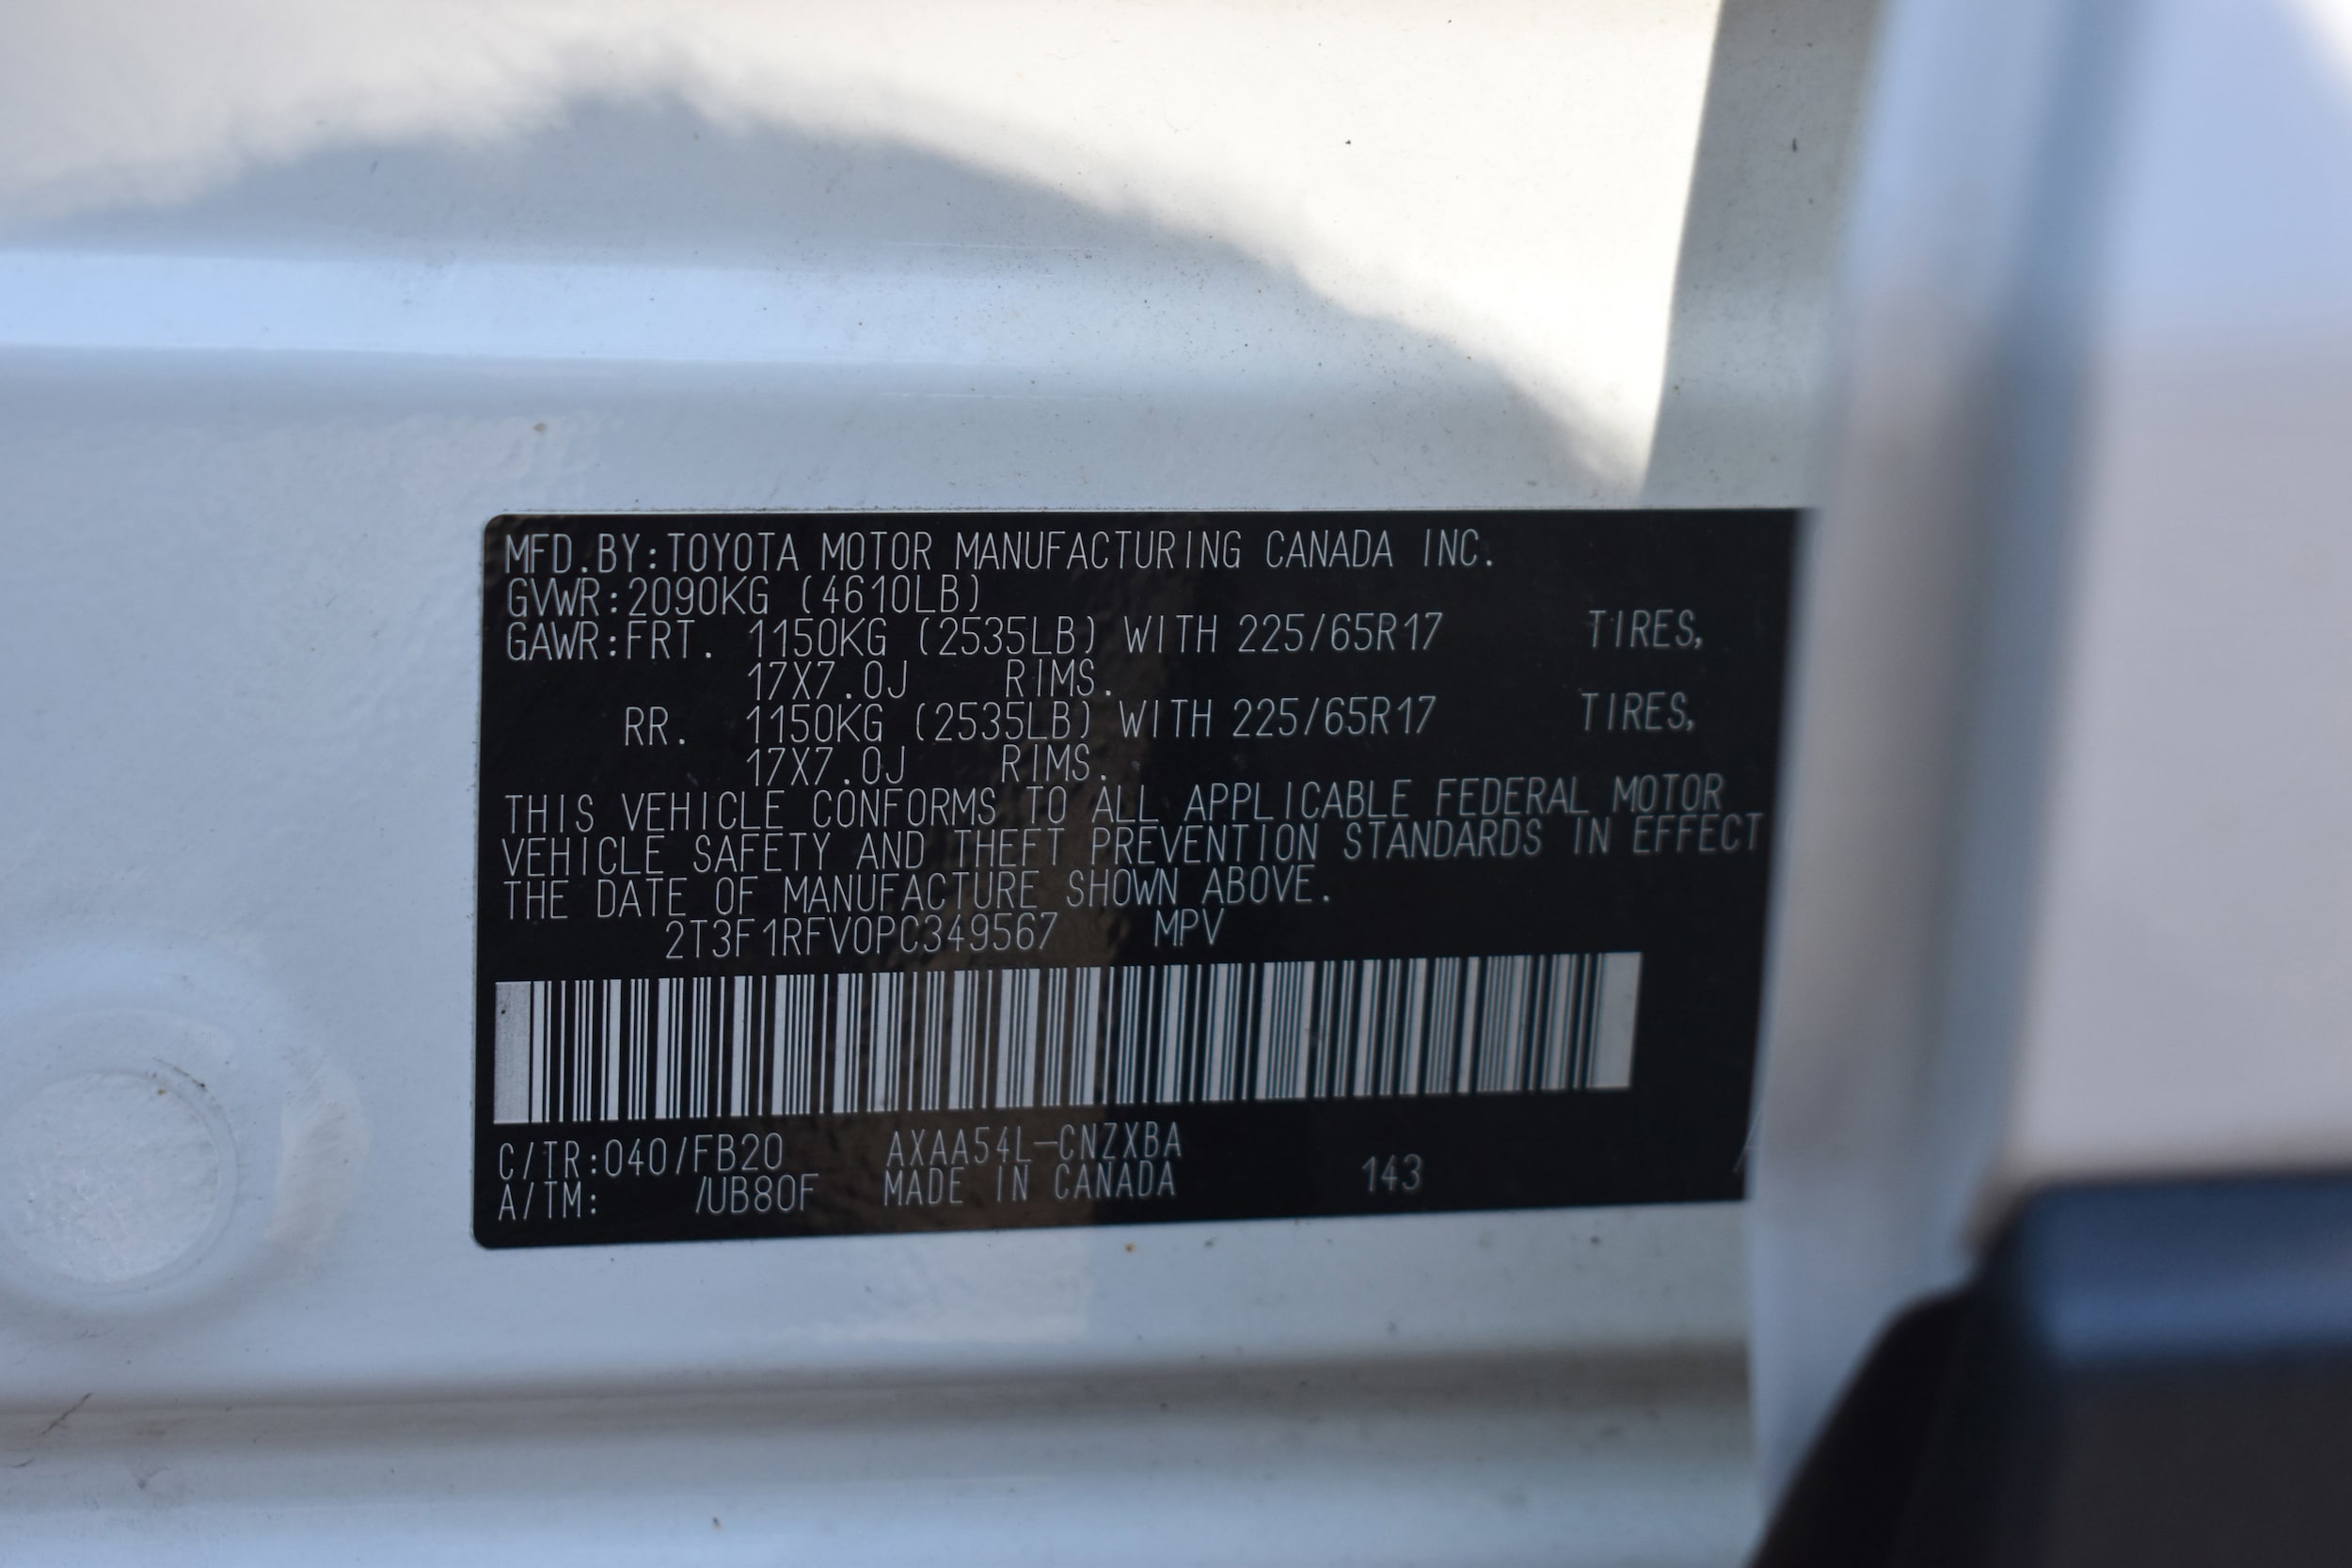 MFD.BY:TOYOTA MOTOR MANUFACTURING CANADA INC.
GVWR:2090KG (4610LB)
GAWR:FRT. 1150KG (2535LB) WITH 225/65R17 TIRES,
17X7.0J RIMS.
RR. 1150KG (2535LB) WITH 225/65R17 TIRES,
17X7.0J RIMS.
THIS VEHICLE CONFORMS TO ALL APPLICABLE FEDERAL MOTOR
VEHICLE SAFETY AND THEFT PREVENTION STANDARDS IN EFFECT
THE DATE OF MANUFACTURE SHOWN ABOVE.
2T3F1RFV0PC349567 MPV
C/TR:040/FB20 AXAA54L-CNZXBA
A/TM: /UB80F MADE IN CANADA 143